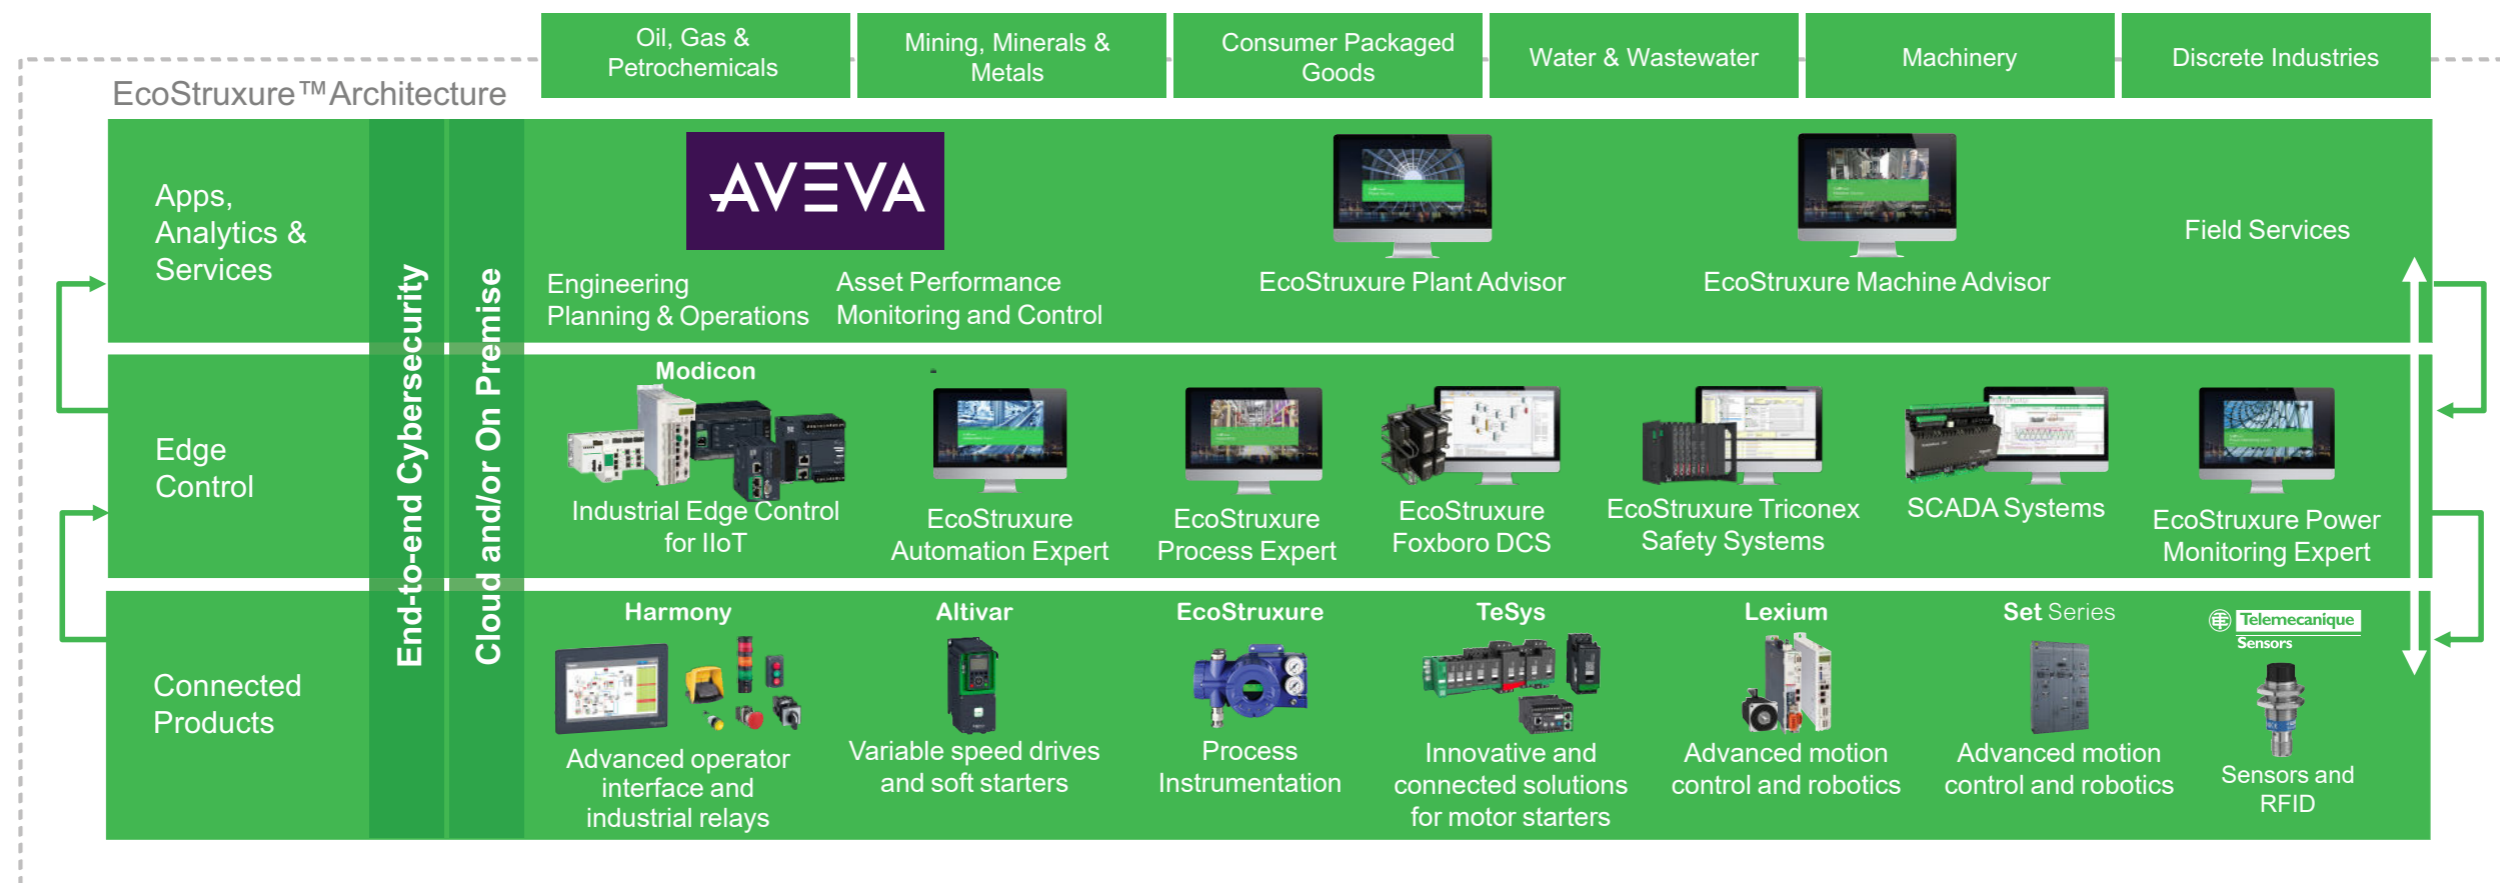 Oil, Gas &
Petrochemicals
Mining, Minerals &
Metals
Consumer Packaged
Goods
Water & Wastewater
Machinery
Discrete Industries
EcoStruxure™Architecture
Apps,
Analytics &
Services
End-to-end Cybersecurity
Cloud and/or On Premise
AVEVA
Engineering
Planning & Operations
Asset Performance
Monitoring and Control
EcoStruxure Plant Advisor
EcoStruxure Machine Advisor
Field Services
Edge
Control
Modicon
Industrial Edge Control
for IIoT
EcoStruxure
Automation Expert
EcoStruxure
Process Expert
EcoStruxure
Foxboro DCS
EcoStruxure Triconex
Safety Systems
SCADA Systems
EcoStruxure Power
Monitoring Expert
Connected
Products
Harmony
Advanced operator
interface and
industrial relays
Altivar
Variable speed drives
and soft starters
EcoStruxure
Process
Instrumentation
TeSys
Innovative and
connected solutions
for motor starters
Lexium
Advanced motion
control and robotics
Set Series
Advanced motion
control and robotics
Telemecanique
Sensors
Sensors and
RFID